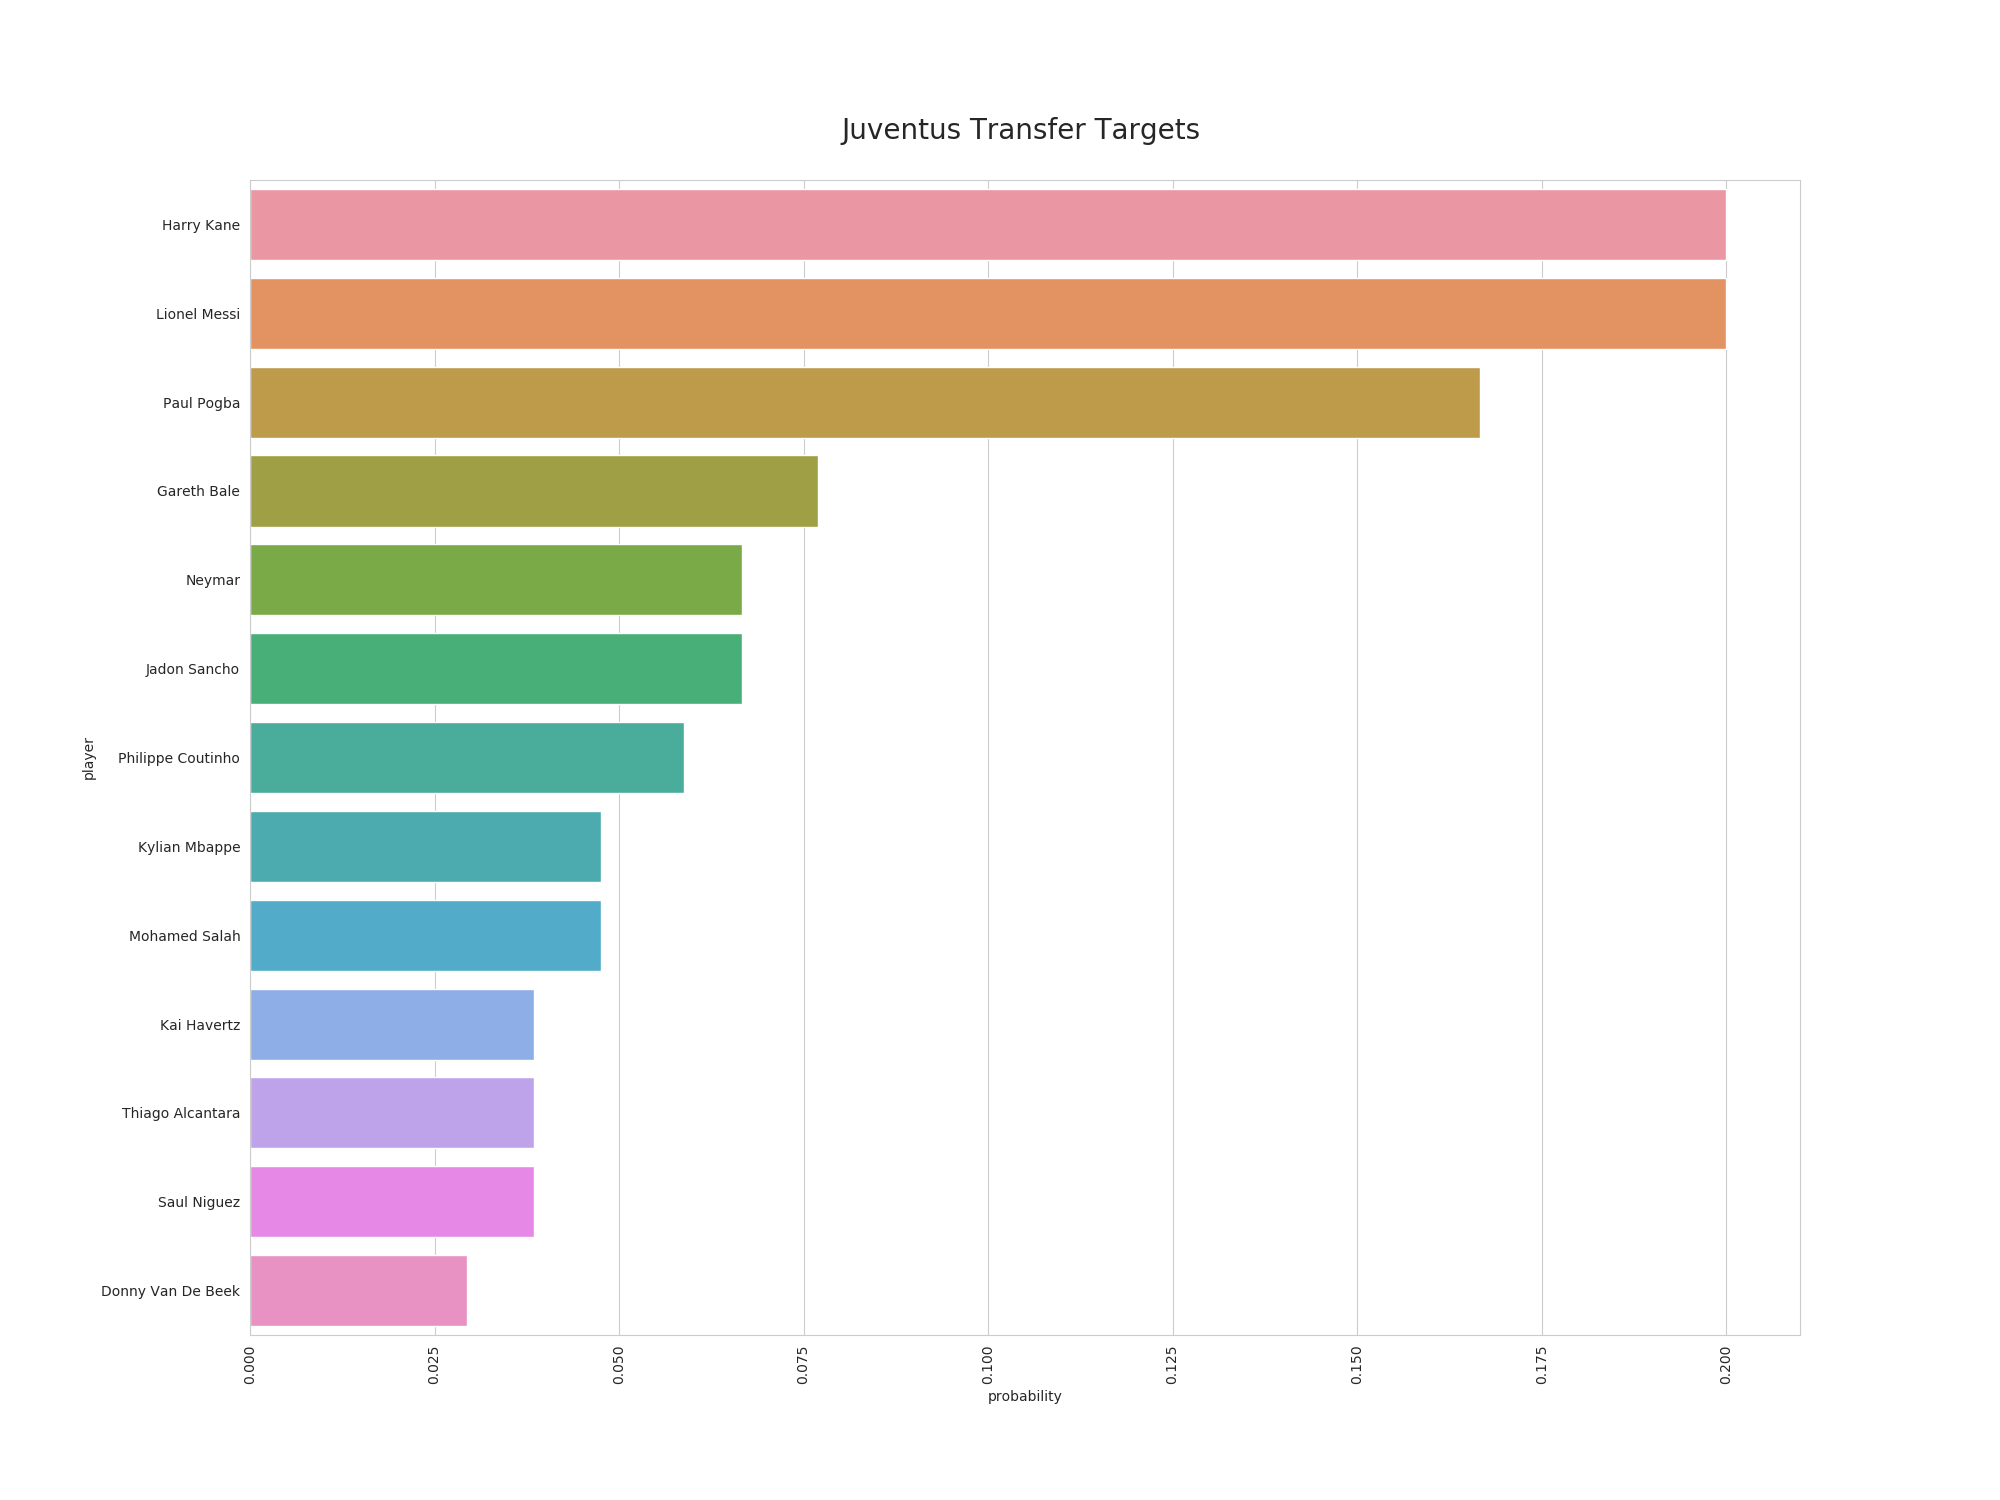 Juventus Transfer Targets
Harry Kane
Lionel Messi
Paul Pogba
Gareth Bale
Neymar
Jadon Sancho
Philippe Coutinho
Kylian Mbappe
Mohamed Salah
Kai Havertz
Thiago Alcantara
Saul Niguez
Donny Van De Beek
player
0.000
0.025
0.050
0.075
0.100
0.125
0.150
0.175
0.200
probability